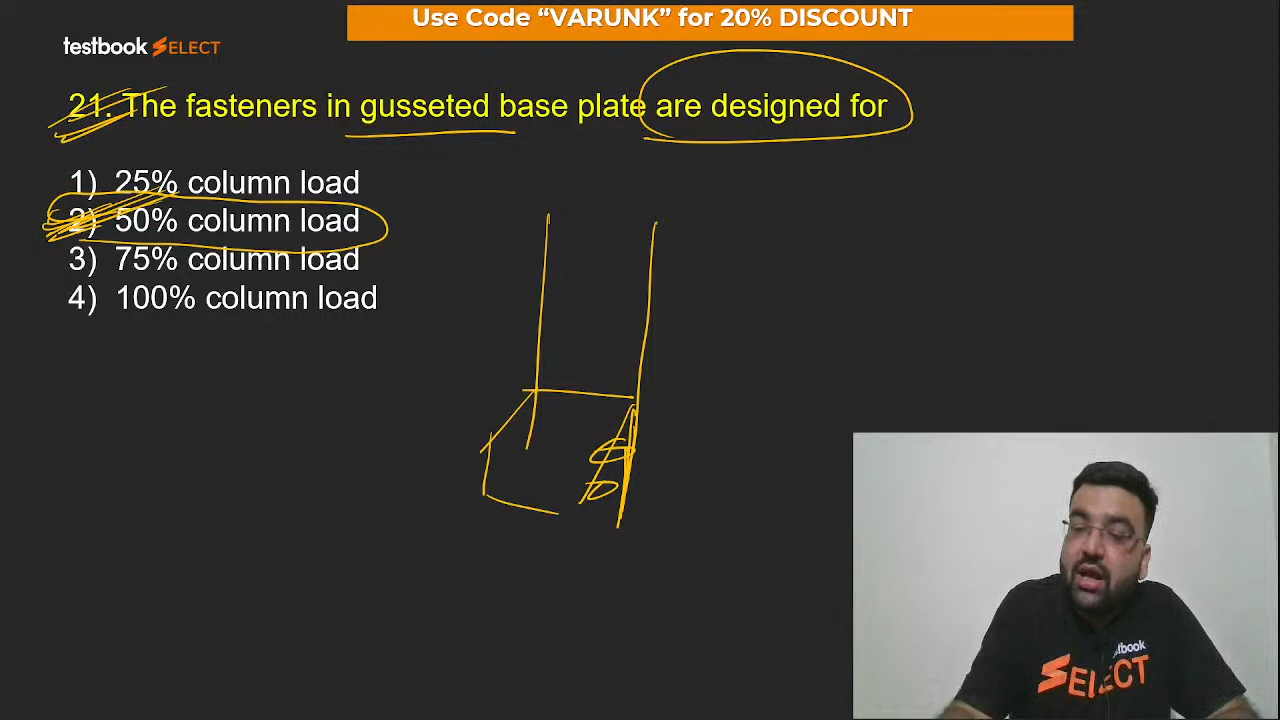 Use Code “VARUNK” for 20% DISCOUNT
testbook SELECT
21. The fasteners in gusseted base plate are designed for
1) 25% column load
2) 50% column load
3) 75% column load
4) 100% column load
testbook
SELECT